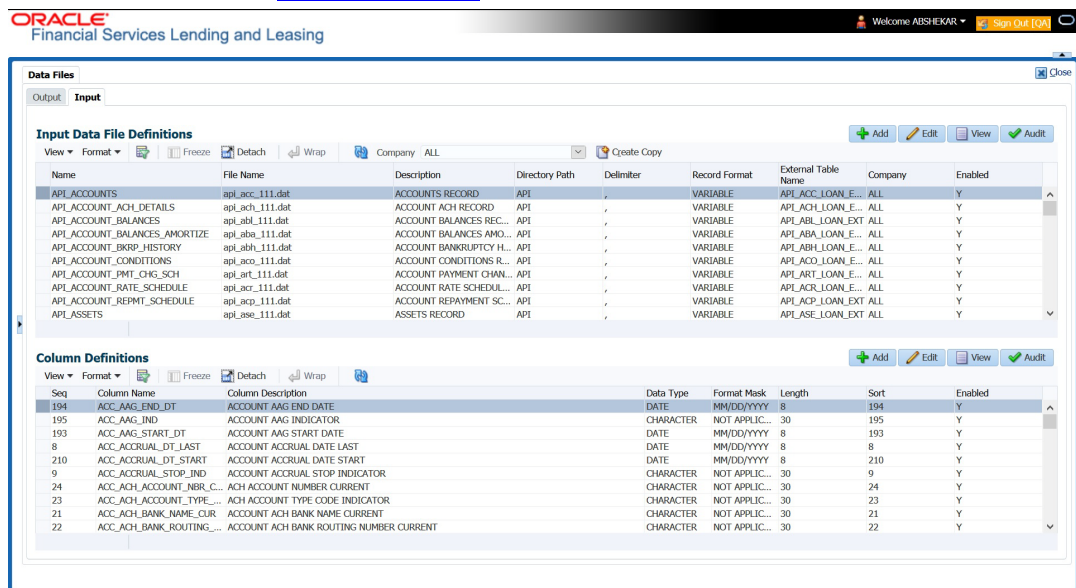 ORACLE®
Financial Services Lending and Leasing
Welcome ABSHEKAR
Sign Out [QA]
Data Files
Close
Output Input
Input Data File Definitions
Add Edit View Audit
View Format Freeze Detach Wrap Company ALL Create Copy
Name File Name Description Directory Path Delimiter Record Format External Table Name Company Enabled
API_ACCOUNTS api_acc_111.dat ACCOUNTS RECORD API , VARIABLE API_ACC_LOAN_E... ALL Y
API_ACCOUNT_ACH_DETAILS api_ach_111.dat ACCOUNT ACH RECORD API , VARIABLE API_ACH_LOAN_E... ALL Y
API_ACCOUNT_BALANCES api_abl_111.dat ACCOUNT BALANCES REC... API , VARIABLE API_ABL_LOAN_EXT ALL Y
API_ACCOUNT_BALANCES_AMORTIZE api_aba_111.dat ACCOUNT BALANCES AMO... API , VARIABLE API_ABA_LOAN_E... ALL Y
API_ACCOUNT_BKRP_HISTORY api_abh_111.dat ACCOUNT BANKRUPTCY H... API , VARIABLE API_ABH_LOAN_E... ALL Y
API_ACCOUNT_CONDITIONS api_aco_111.dat ACCOUNT CONDITIONS R... API , VARIABLE API_ACO_LOAN_E... ALL Y
API_ACCOUNT_PMT_CHG_SCH api_art_111.dat ACCOUNT PAYMENT CHAN... API , VARIABLE API_ART_LOAN_E... ALL Y
API_ACCOUNT_RATE_SCHEDULE api_acr_111.dat ACCOUNT RATE SCHEDUL... API , VARIABLE API_ACR_LOAN_E... ALL Y
API_ACCOUNT_REPMT_SCHEDULE api_acp_111.dat ACCOUNT REPAYMENT SC... API , VARIABLE API_ACP_LOAN_EXT ALL Y
API_ASSETS api_ase_111.dat ASSETS RECORD API , VARIABLE API_ASE_LOAN_EXT ALL Y
Column Definitions
Add Edit View Audit
View Format Freeze Detach Wrap
Seq Column Name Column Description Data Type Format Mask Length Sort Enabled
194 ACC_AAG_END_DT ACCOUNT AAG END DATE DATE MM/DD/YYYY 8 194 Y
195 ACC_AAG_IND ACCOUNT AAG INDICATOR CHARACTER NOT APPLIC... 30 195 Y
193 ACC_AAG_START_DT ACCOUNT AAG START DATE DATE MM/DD/YYYY 8 193 Y
8 ACC_ACCRUAL_DT_LAST ACCOUNT ACCRUAL DATE LAST DATE MM/DD/YYYY 8 8 Y
210 ACC_ACCRUAL_DT_START ACCOUNT ACCRUAL DATE START DATE MM/DD/YYYY 8 210 Y
9 ACC_ACCRUAL_STOP_IND ACCOUNT ACCRUAL STOP INDICATOR CHARACTER NOT APPLIC... 30 9 Y
24 ACC_ACH_ACCOUNT_NBR_C... ACH ACCOUNT NUMBER CURRENT CHARACTER NOT APPLIC... 30 24 Y
23 ACC_ACH_ACCOUNT_TYPE_... ACH ACCOUNT TYPE CODE INDICATOR CHARACTER NOT APPLIC... 30 23 Y
21 ACC_ACH_BANK_NAME_CUR ACCOUNT ACH BANK NAME CURRENT CHARACTER NOT APPLIC... 30 21 Y
22 ACC_ACH_BANK_ROUTING_... ACCOUNT ACH BANK ROUTING NUMBER CURRENT CHARACTER NOT APPLIC... 30 22 Y